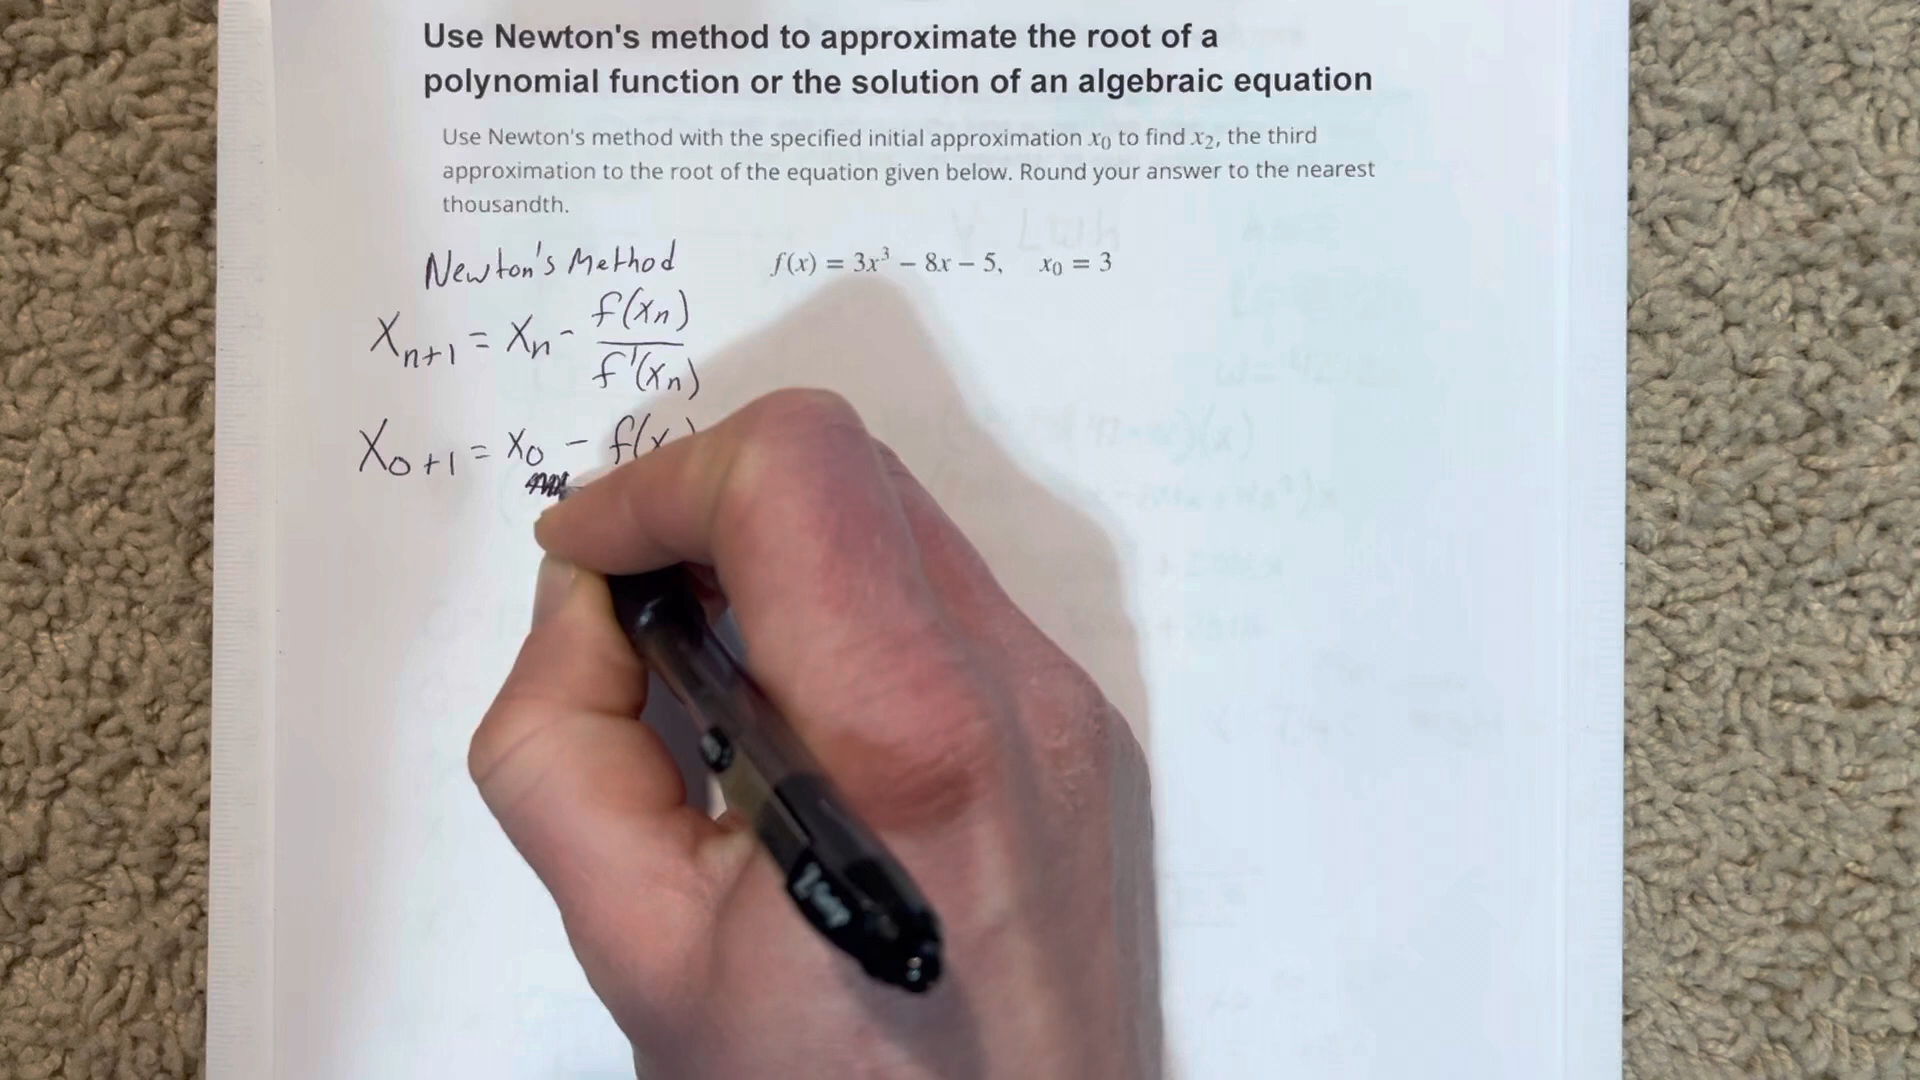 Use Newton's method to approximate the root of a
polynomial function or the solution of an algebraic equation
Use Newton's method with the specified initial approximation x₀ to find x₂, the third
approximation to the root of the equation given below. Round your answer to the nearest
thousandth.
Newton's Method
f(x) = 3x³ – 8x – 5, x₀ = 3
Xₙ₊₁ = Xₙ - f(xₙ)/f'(xₙ)
X₀₊₁ = X₀ - f(x